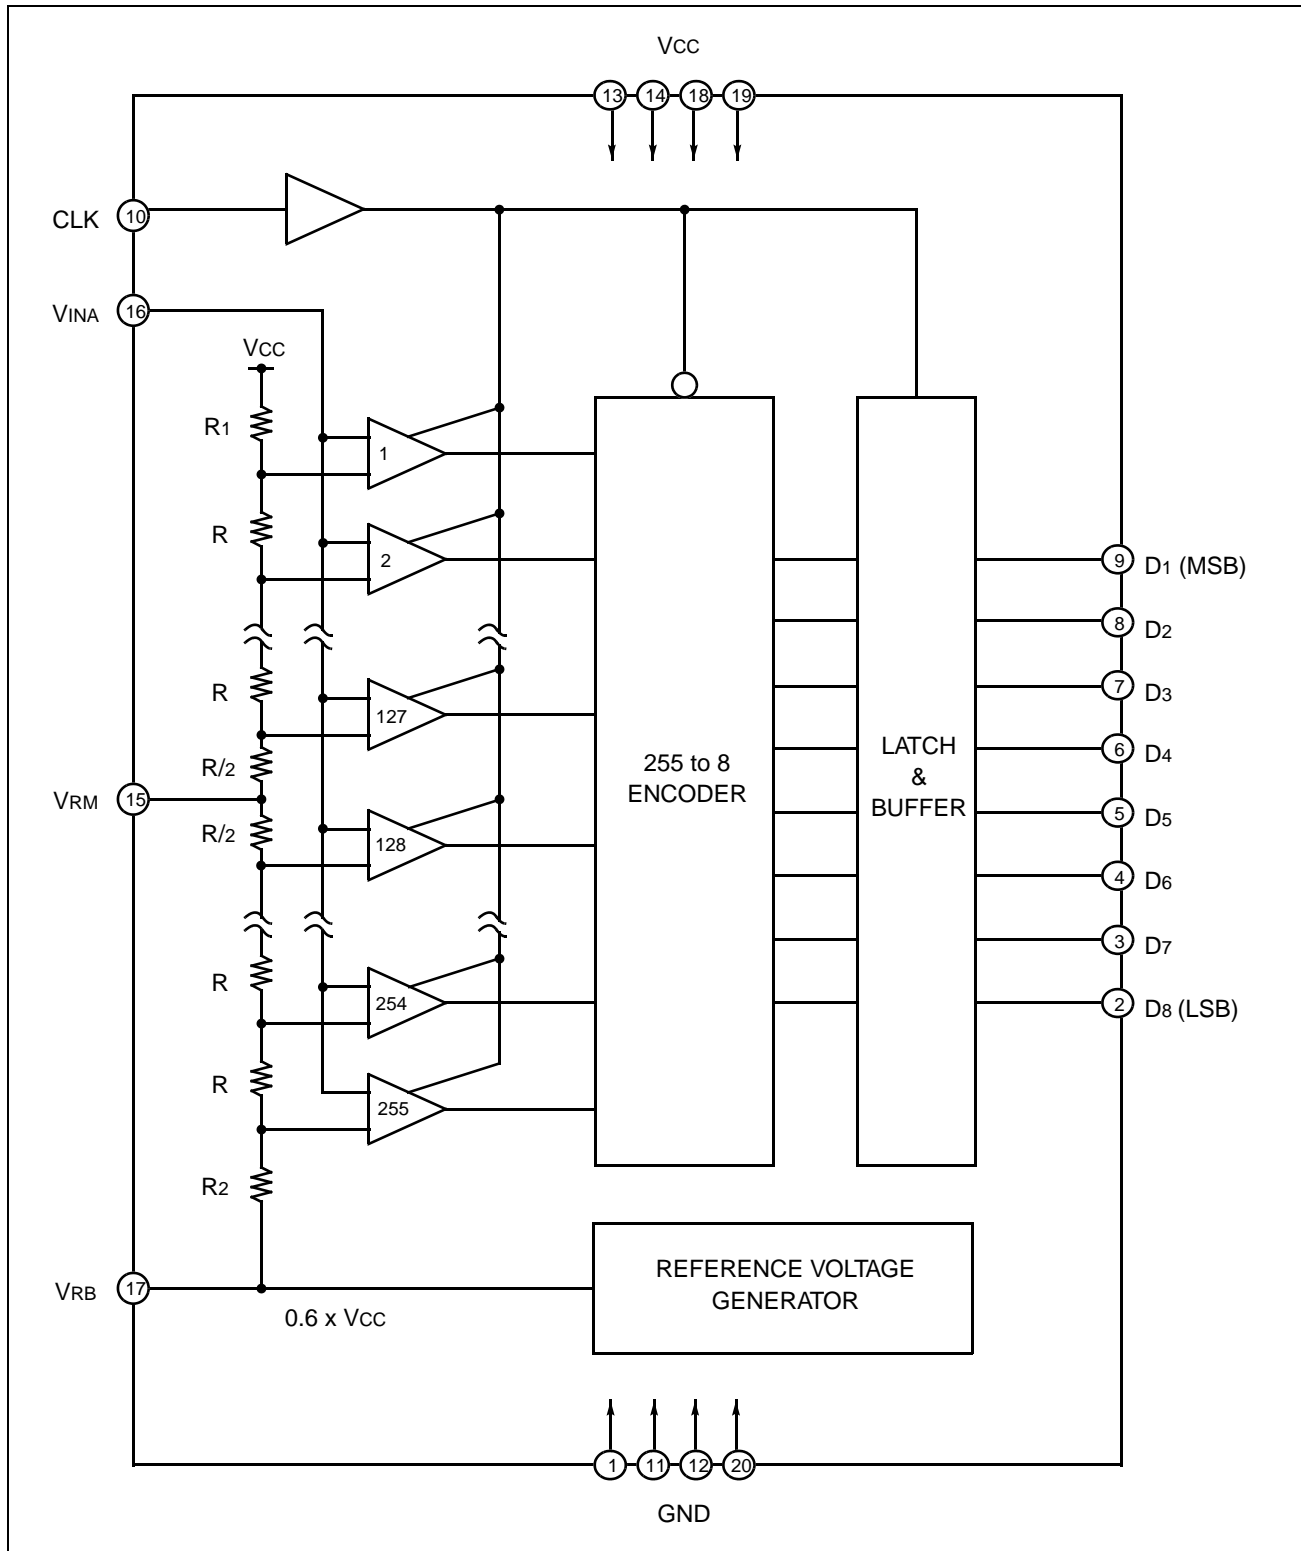 VCC
13 14 18 19
CLK 10
VINA 16
VCC
R1
1
R
2
9 D1 (MSB)
8 D2
R
127
7 D3
R/2
255 to 8
ENCODER
LATCH
&
BUFFER
6 D4
VRM 15
R/2
128
5 D5
4 D6
3 D7
R
254
2 D8 (LSB)
R
255
R2
REFERENCE VOLTAGE
GENERATOR
VRB 17
0.6 x VCC
1 11 12 20
GND